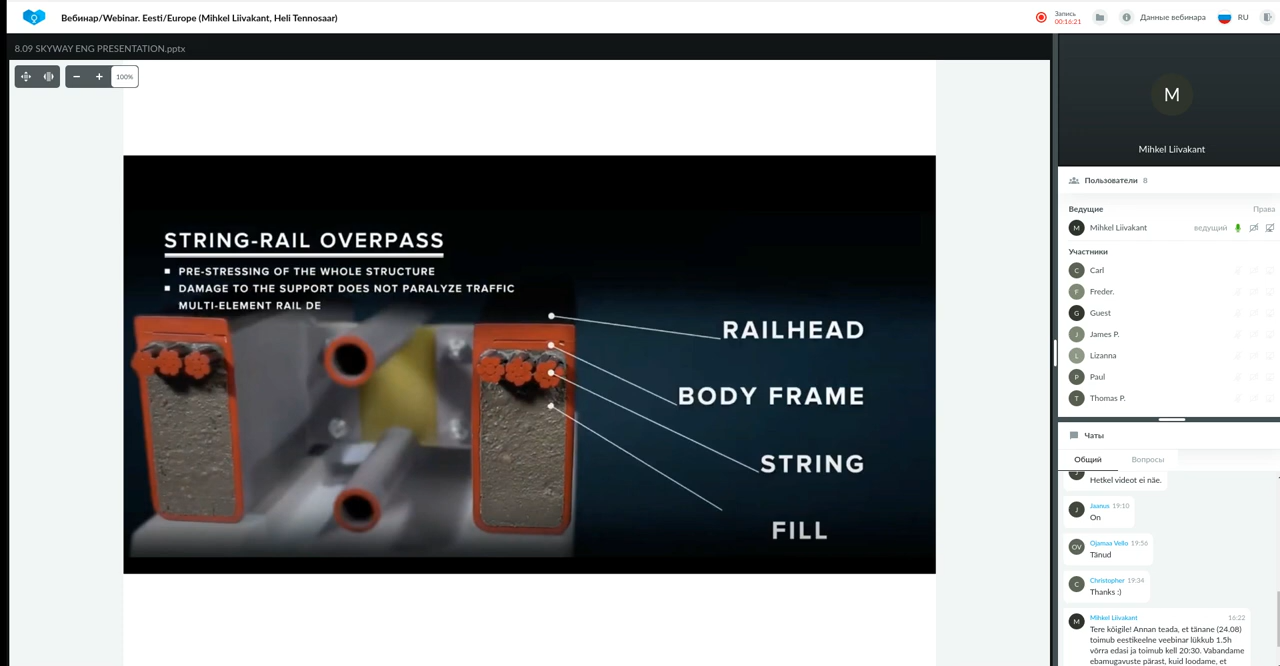 Вебинар/Webinar. Eesti/Europe (Mihkel Liivakant, Heli Tennosaar)
Запись
00:16:21
Данные вебинара
RU
8.09 SKYWAY ENG PRESENTATION.pptx
100%
STRING-RAIL OVERPASS
PRE-STRESSING OF THE WHOLE STRUCTURE
DAMAGE TO THE SUPPORT DOES NOT PARALYZE TRAFFIC
MULTI-ELEMENT RAIL DE
RAILHEAD
BODY FRAME
STRING
FILL
M
Mihkel Liivakant
Пользователи 8
Ведущие Права
M Mihkel Liivakant ведущий
Участники
C Carl
F Freder.
G Guest
J James P.
L Lizanna
P Paul
T Thomas P.
Чаты
Общий Вопросы
Hetkel videot ei näe.
J Jaanus 19:10
On
OV Ojamaa Vello 19:56
Tänud
C Christopher 19:34
Thanks :)
M Mihkel Liivakant 16:22
Tere kõigile! Annan teada, et tänane (24.08)
toimub eestikeelne veebinar lükkub 1.5h
võrra edasi ja toimub kell 20:30. Vabandame
ebamugavuste pärast, kuid loodame, et